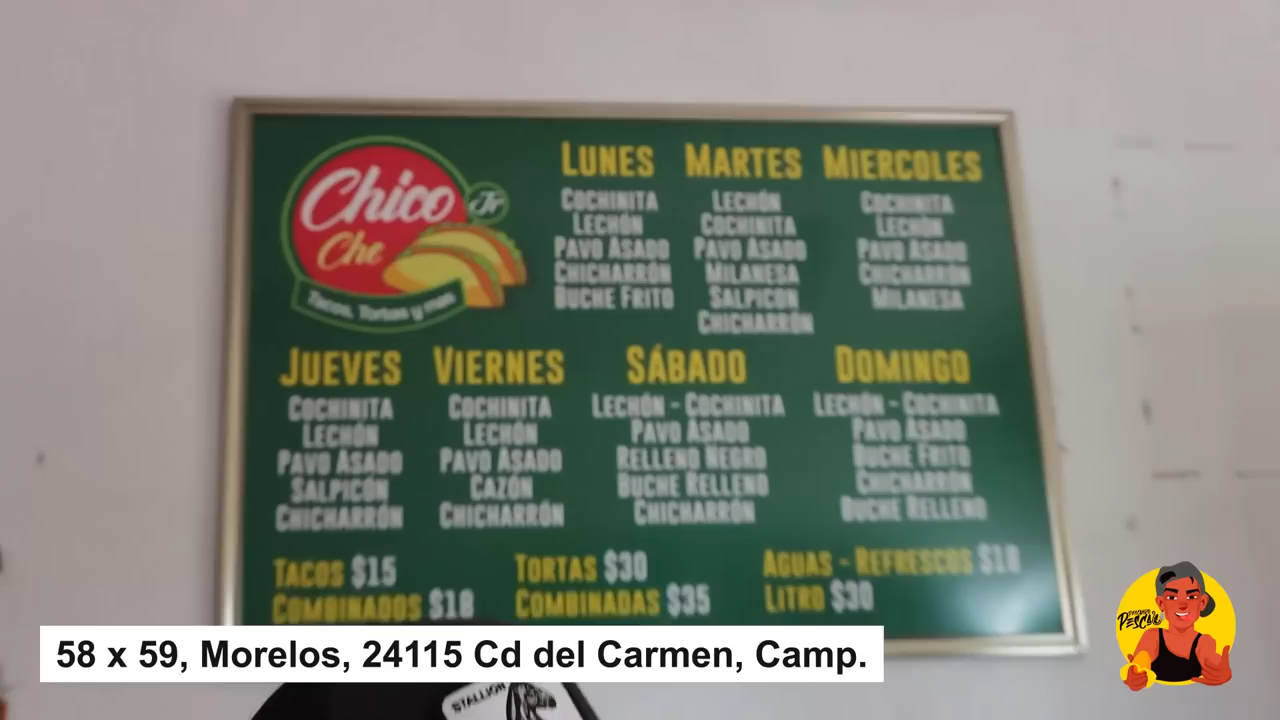 Chico Jr
Che
Tacos, Tortas y mas
LUNES
COCHINITA
LECHÓN
PAVO ASADO
CHICHARRÓN
BUCHE FRITO
MARTES
LECHÓN
COCHINITA
PAVO ASADO
MILANESA
SALPICON
CHICHARRÓN
MIERCOLES
COCHINITA
LECHÓN
PAVO ASADO
CHICHARRÓN
MILANESA
JUEVES
COCHINITA
LECHÓN
PAVO ASADO
SALPICÓN
CHICHARRÓN
VIERNES
COCHINITA
LECHÓN
PAVO ASADO
CAZÓN
CHICHARRÓN
SÁBADO
LECHÓN - COCHINITA
PAVO ASADO
RELLENO NEGRO
BUCHE RELLENO
CHICHARRÓN
DOMINGO
LECHÓN - COCHINITA
PAVO ASADO
BUCHE FRITO
CHICHARRÓN
BUCHE RELLENO
TACOS $15
COMBINADOS $18
TORTAS $30
COMBINADAS $35
AGUAS - REFRESCOS $18
LITRO $30
58 x 59, Morelos, 24115 Cd del Carmen, Camp.
STALLION
PESCAO